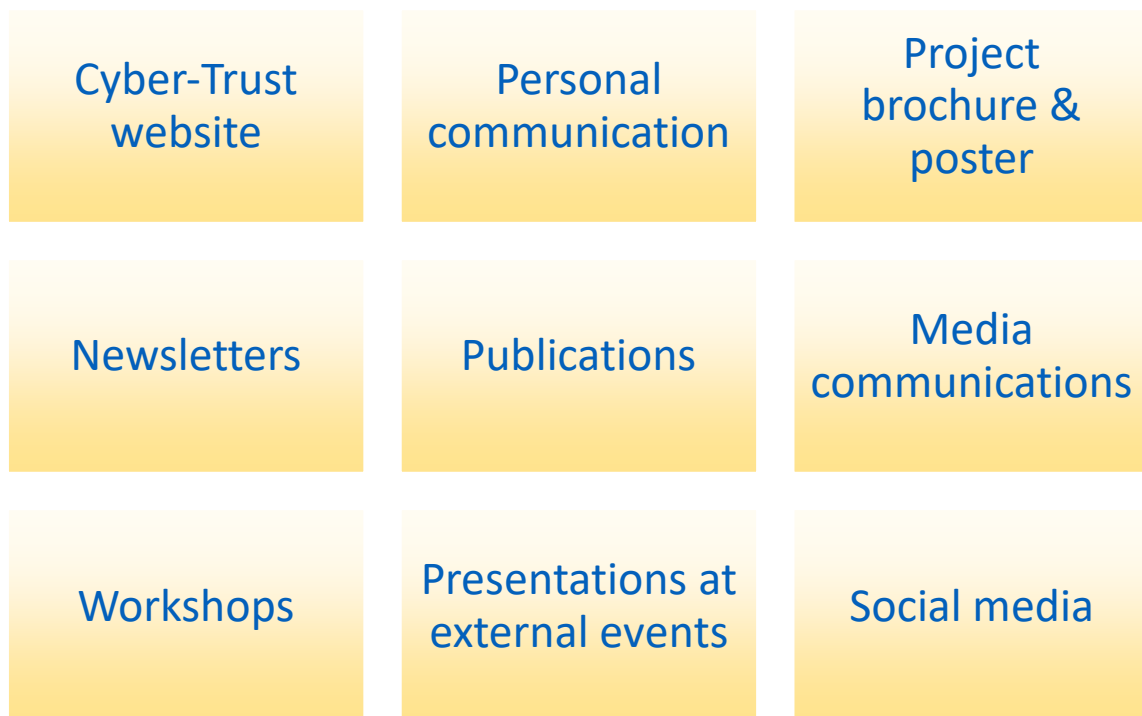 Cyber-Trust
website
Personal
communication
Project
brochure &
poster
Newsletters
Publications
Media
communications
Workshops
Presentations at
external events
Social media